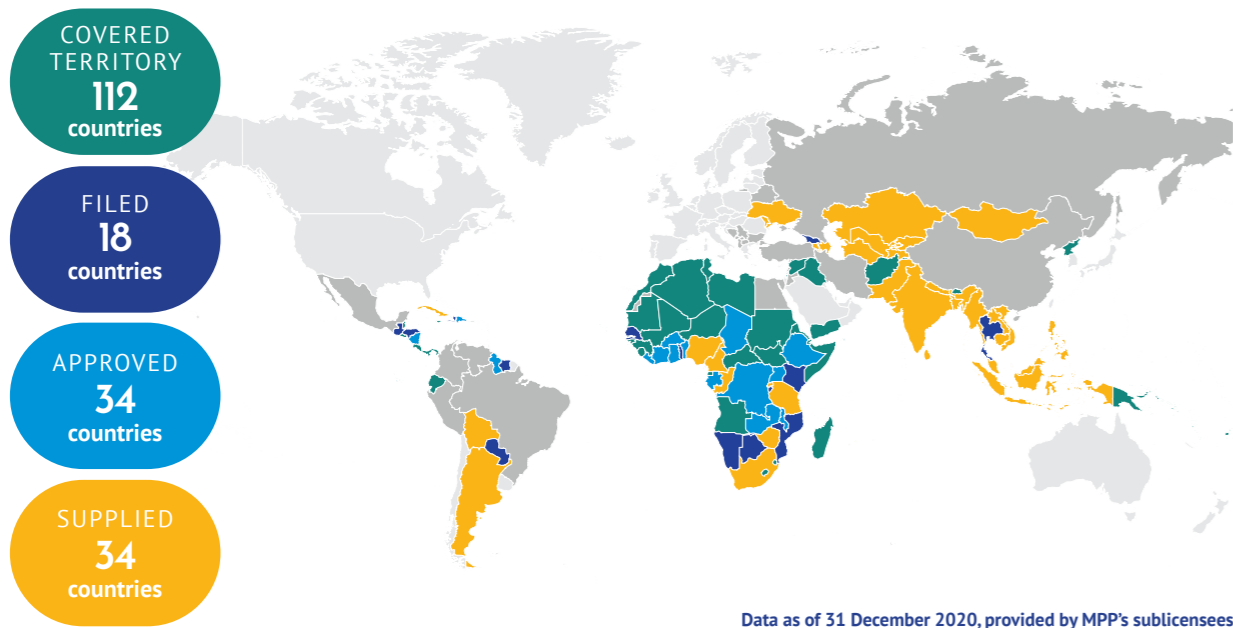 COVERED
TERRITORY
112
countries
FILED
18
countries
APPROVED
34
countries
SUPPLIED
34
countries
Data as of 31 December 2020, provided by MPP's sublicensees